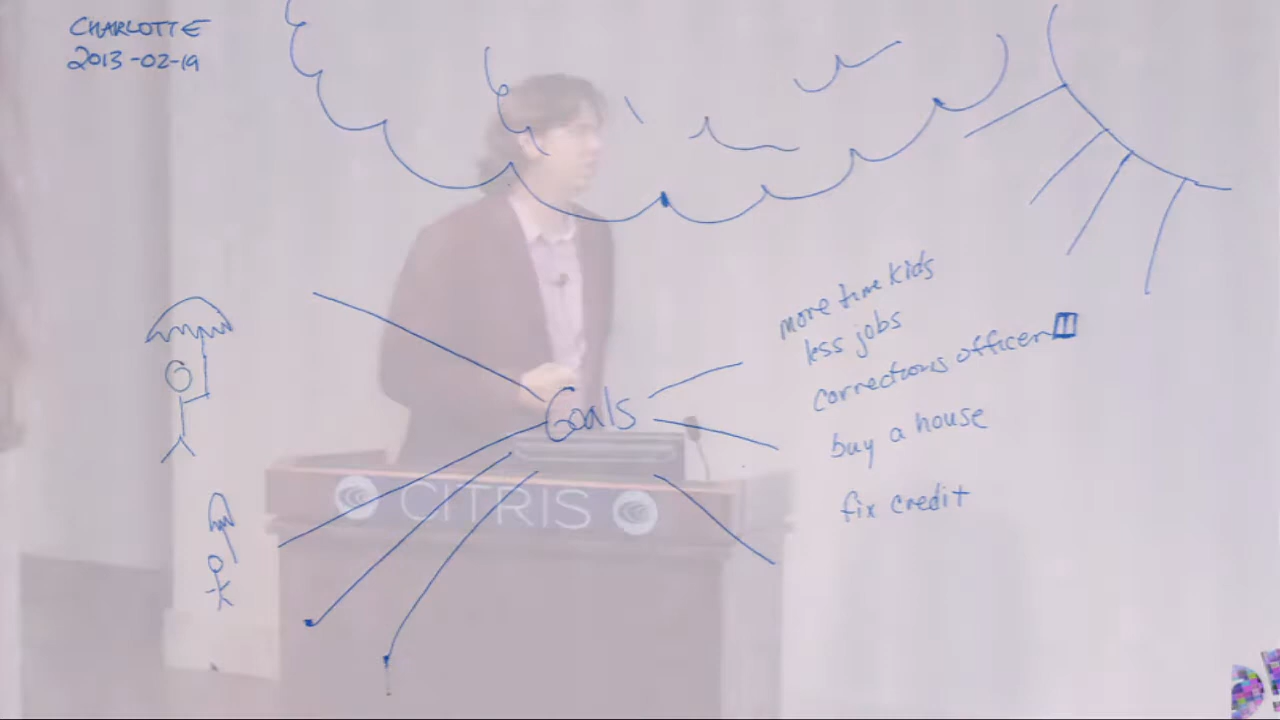 CHARLOTTE
2013-02-19
more time kids
less jobs
corrections officer
Goals
buy a house
fix credit
CITRIS